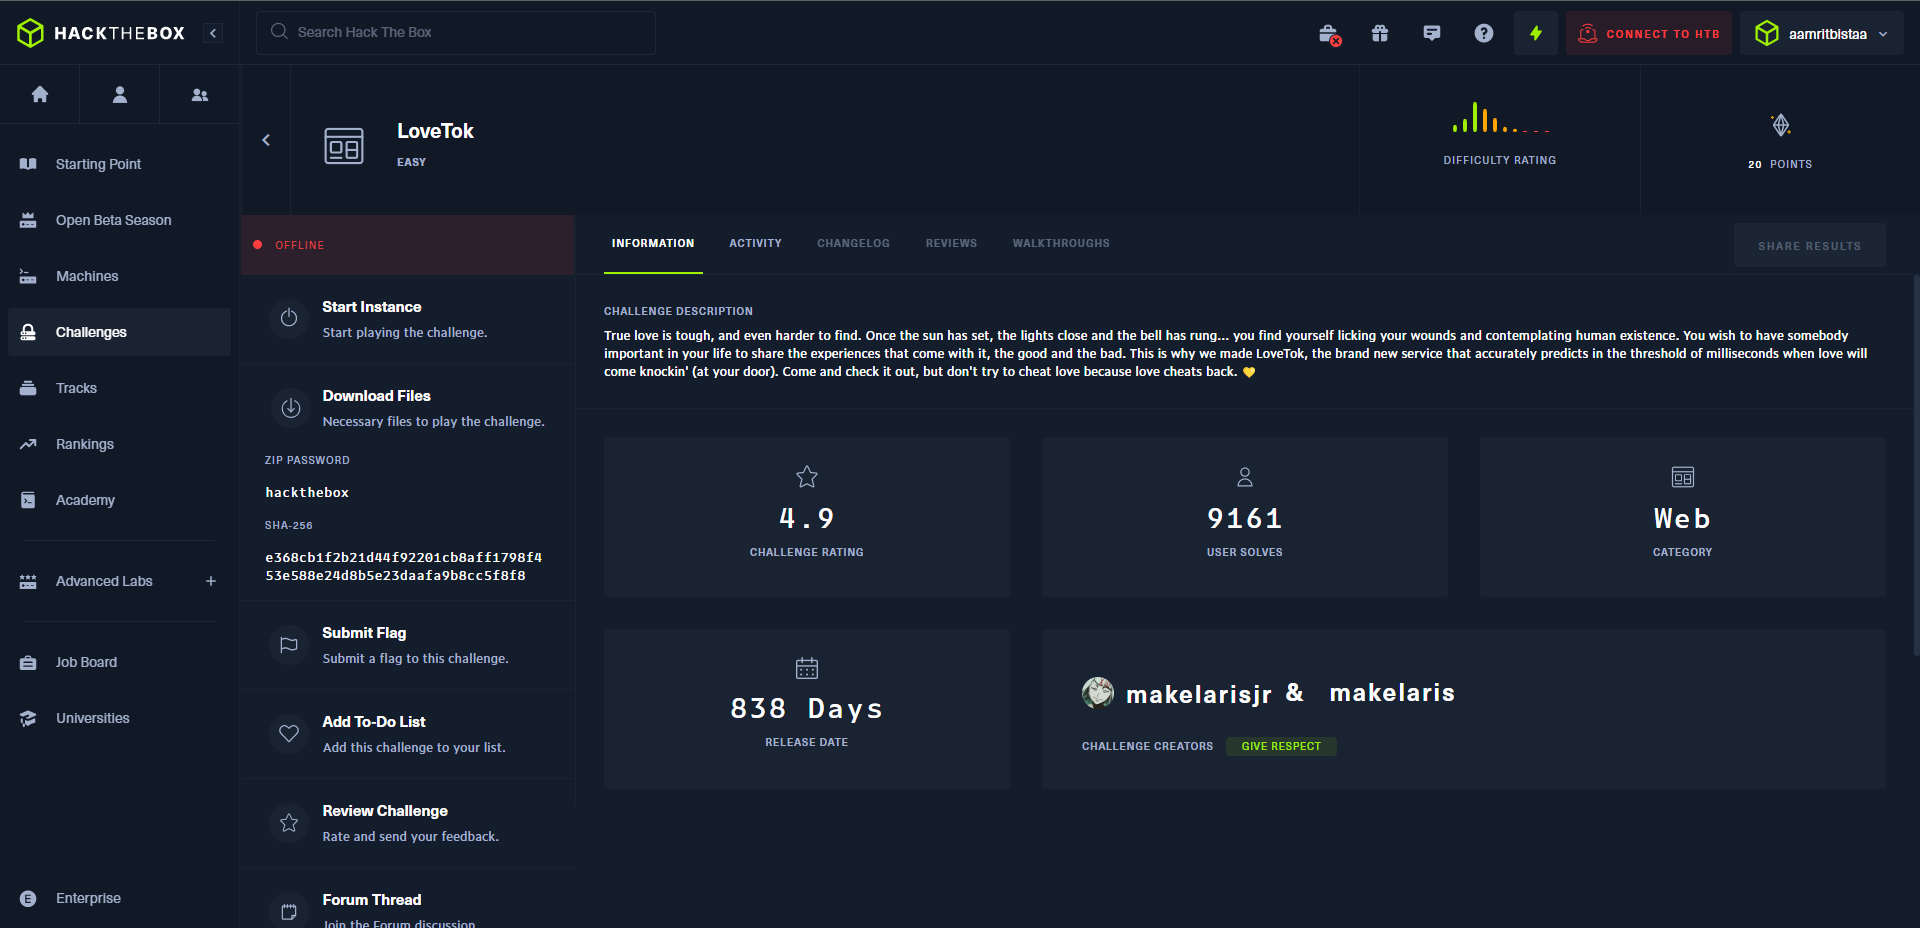 HACKTHEBOX
Search Hack The Box
CONNECT TO HTB
aamritbistaa
Starting Point
Open Beta Season
Machines
Challenges
Tracks
Rankings
Academy
Advanced Labs +
Job Board
Universities
E Enterprise
LoveTok
EASY
DIFFICULTY RATING
20 POINTS
OFFLINE
Start Instance
Start playing the challenge.
Download Files
Necessary files to play the challenge.
ZIP PASSWORD
hackthebox
SHA-256
e368cb1f2b21d44f92201cb8aff1798f4
53e588e24d8b5e23daafa9b8cc5f8f8
Submit Flag
Submit a flag to this challenge.
Add To-Do List
Add this challenge to your list.
Review Challenge
Rate and send your feedback.
Forum Thread
Join the Forum discussion
INFORMATION ACTIVITY CHANGELOG REVIEWS WALKTHROUGHS
SHARE RESULTS
CHALLENGE DESCRIPTION
True love is tough, and even harder to find. Once the sun has set, the lights close and the bell has rung... you find yourself licking your wounds and contemplating human existence. You wish to have somebody
important in your life to share the experiences that come with it, the good and the bad. This is why we made LoveTok, the brand new service that accurately predicts in the threshold of milliseconds when love will
come knockin' (at your door). Come and check it out, but don't try to cheat love because love cheats back. 💛
4.9
CHALLENGE RATING
9161
USER SOLVES
Web
CATEGORY
838 Days
RELEASE DATE
makelarisjr & makelaris
CHALLENGE CREATORS GIVE RESPECT